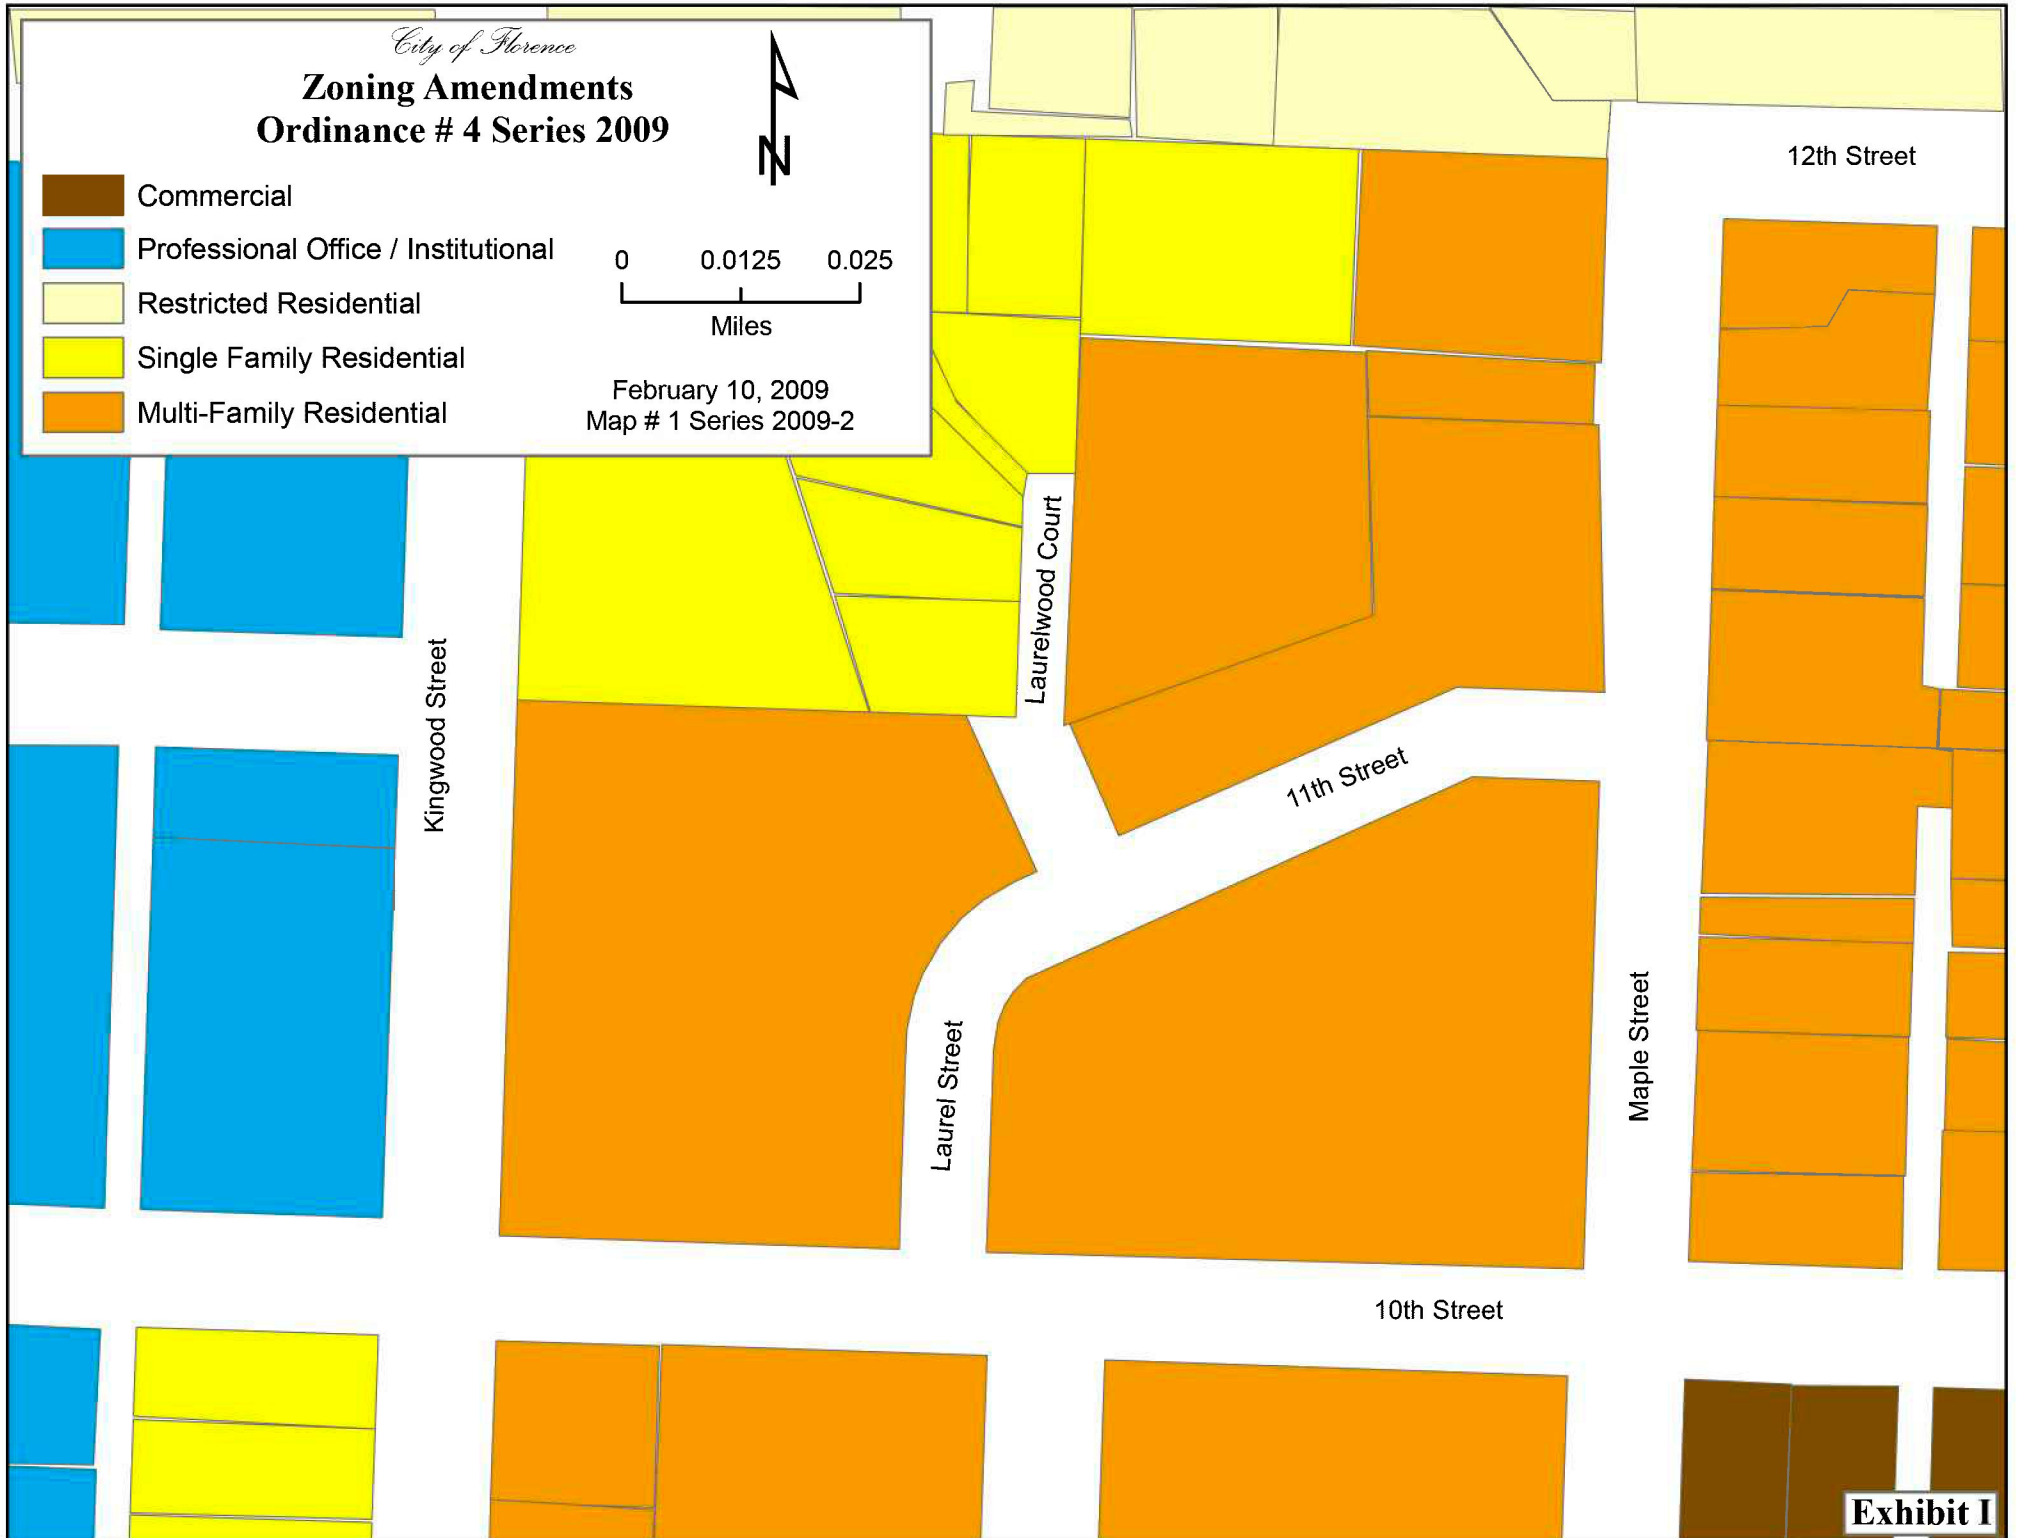 City of Florence
Zoning Amendments
Ordinance # 4 Series 2009
N
Commercial
Professional Office / Institutional
Restricted Residential
Single Family Residential
Multi-Family Residential
0 0.0125 0.025
Miles
February 10, 2009
Map # 1 Series 2009-2
12th Street
Laurelwood Court
Kingwood Street
11th Street
Maple Street
Laurel Street
10th Street
Exhibit I